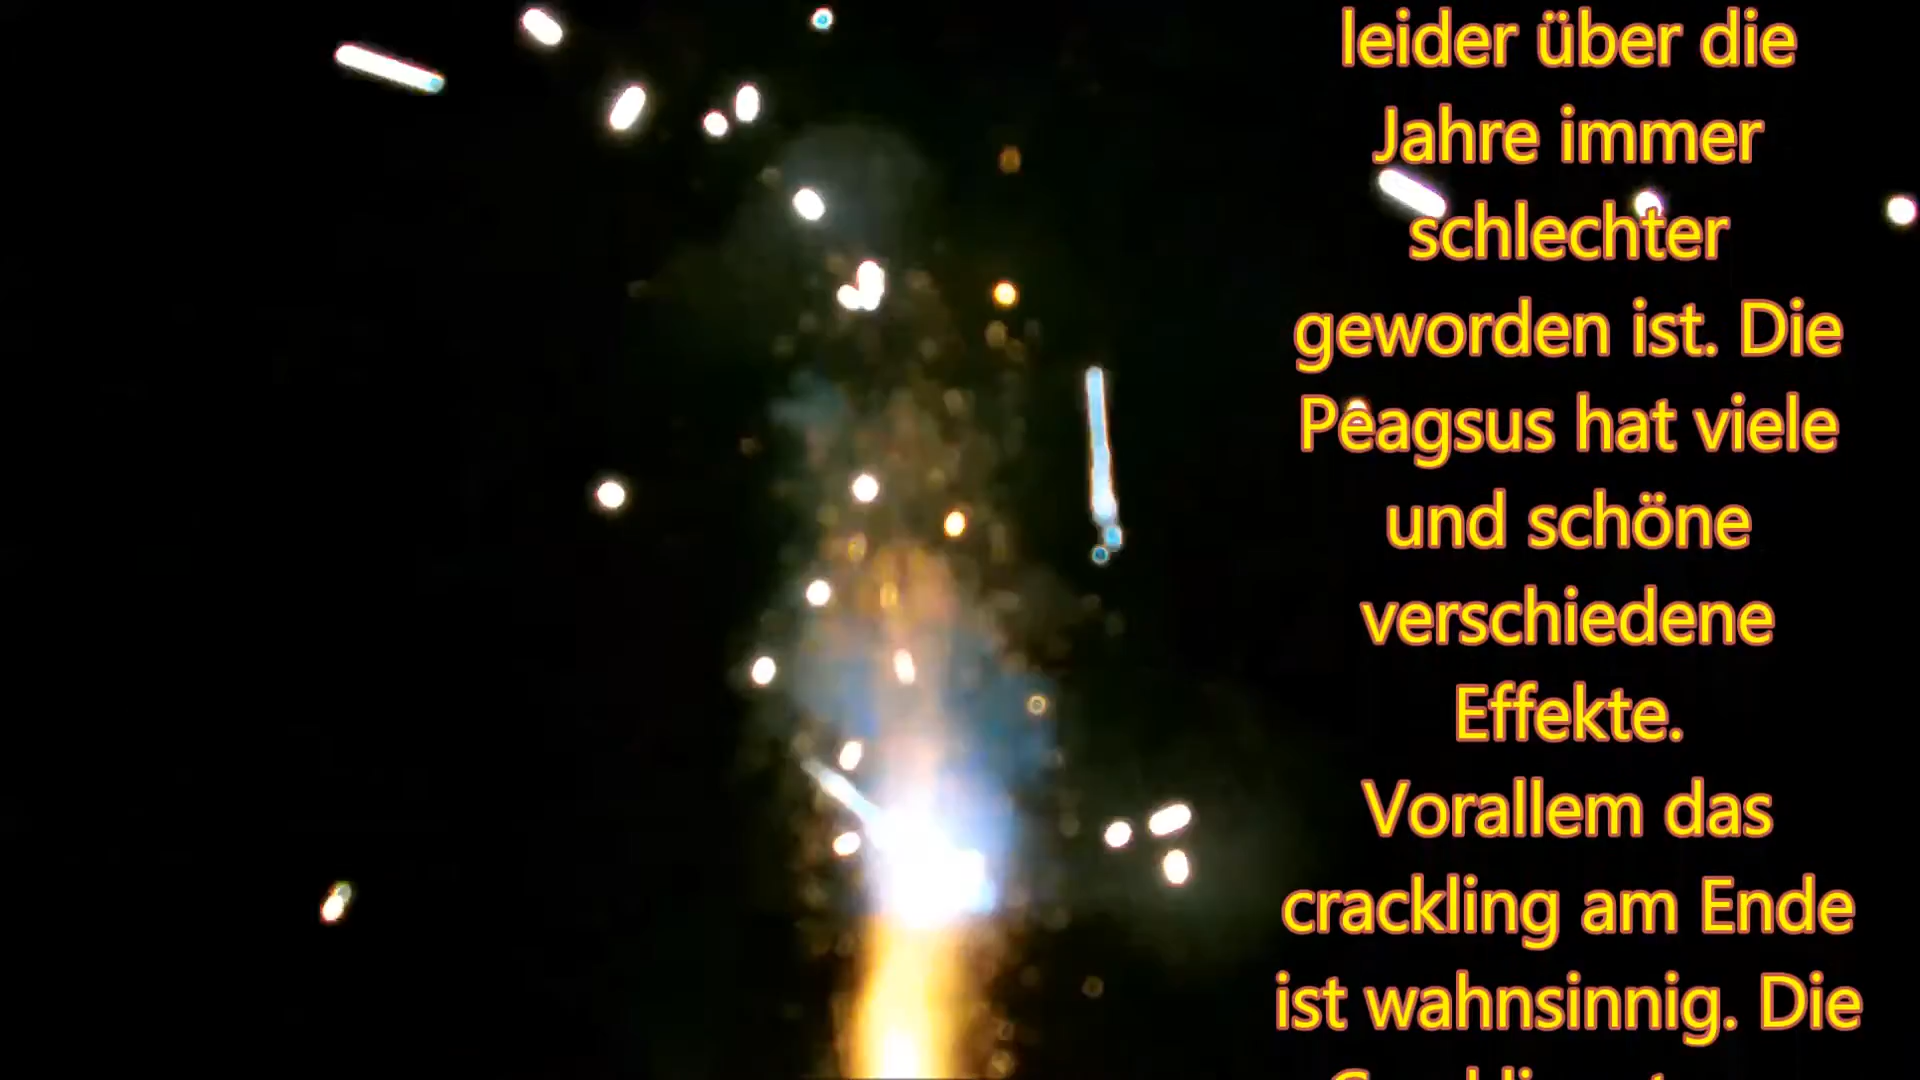 leider über die
Jahre immer
schlechter
geworden ist. Die
Peagsus hat viele
und schöne
verschiedene
Effekte.
Vorallem das
crackling am Ende
ist wahnsinnig. Die